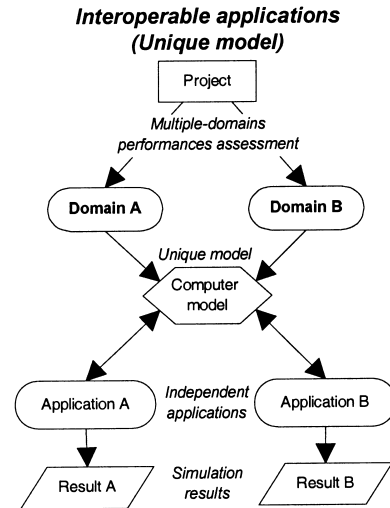 Interoperable applications
(Unique model)
Project
Multiple-domains
performances assessment
Domain A
Domain B
Unique model
Computer
model
Application A
Independent
applications
Application B
Result A
Simulation
results
Result B